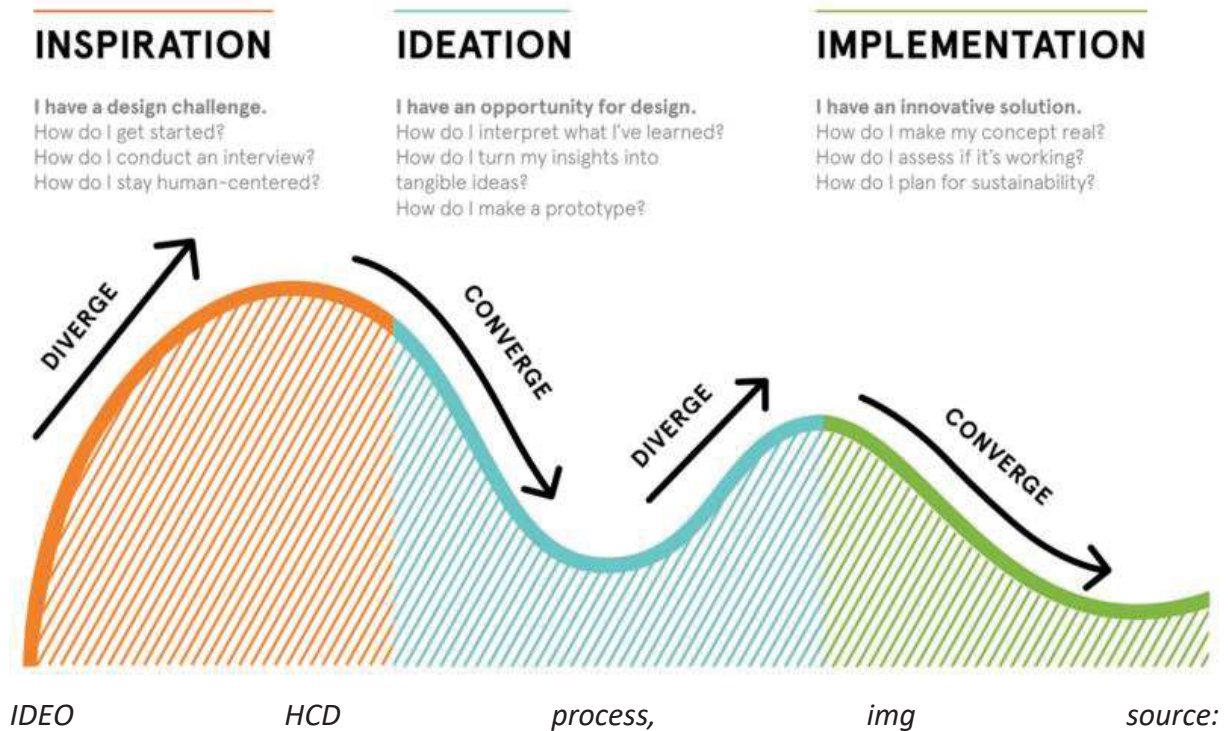 INSPIRATION
I have a design challenge.
How do I get started?
How do I conduct an interview?
How do I stay human-centered?
IDEATION
I have an opportunity for design.
How do I interpret what I've learned?
How do I turn my insights into
tangible ideas?
How do I make a prototype?
IMPLEMENTATION
I have an innovative solution.
How do I make my concept real?
How do I assess if it's working?
How do I plan for sustainability?
DIVERGE
CONVERGE
DIVERGE
CONVERGE
IDEO HCD process, img source: